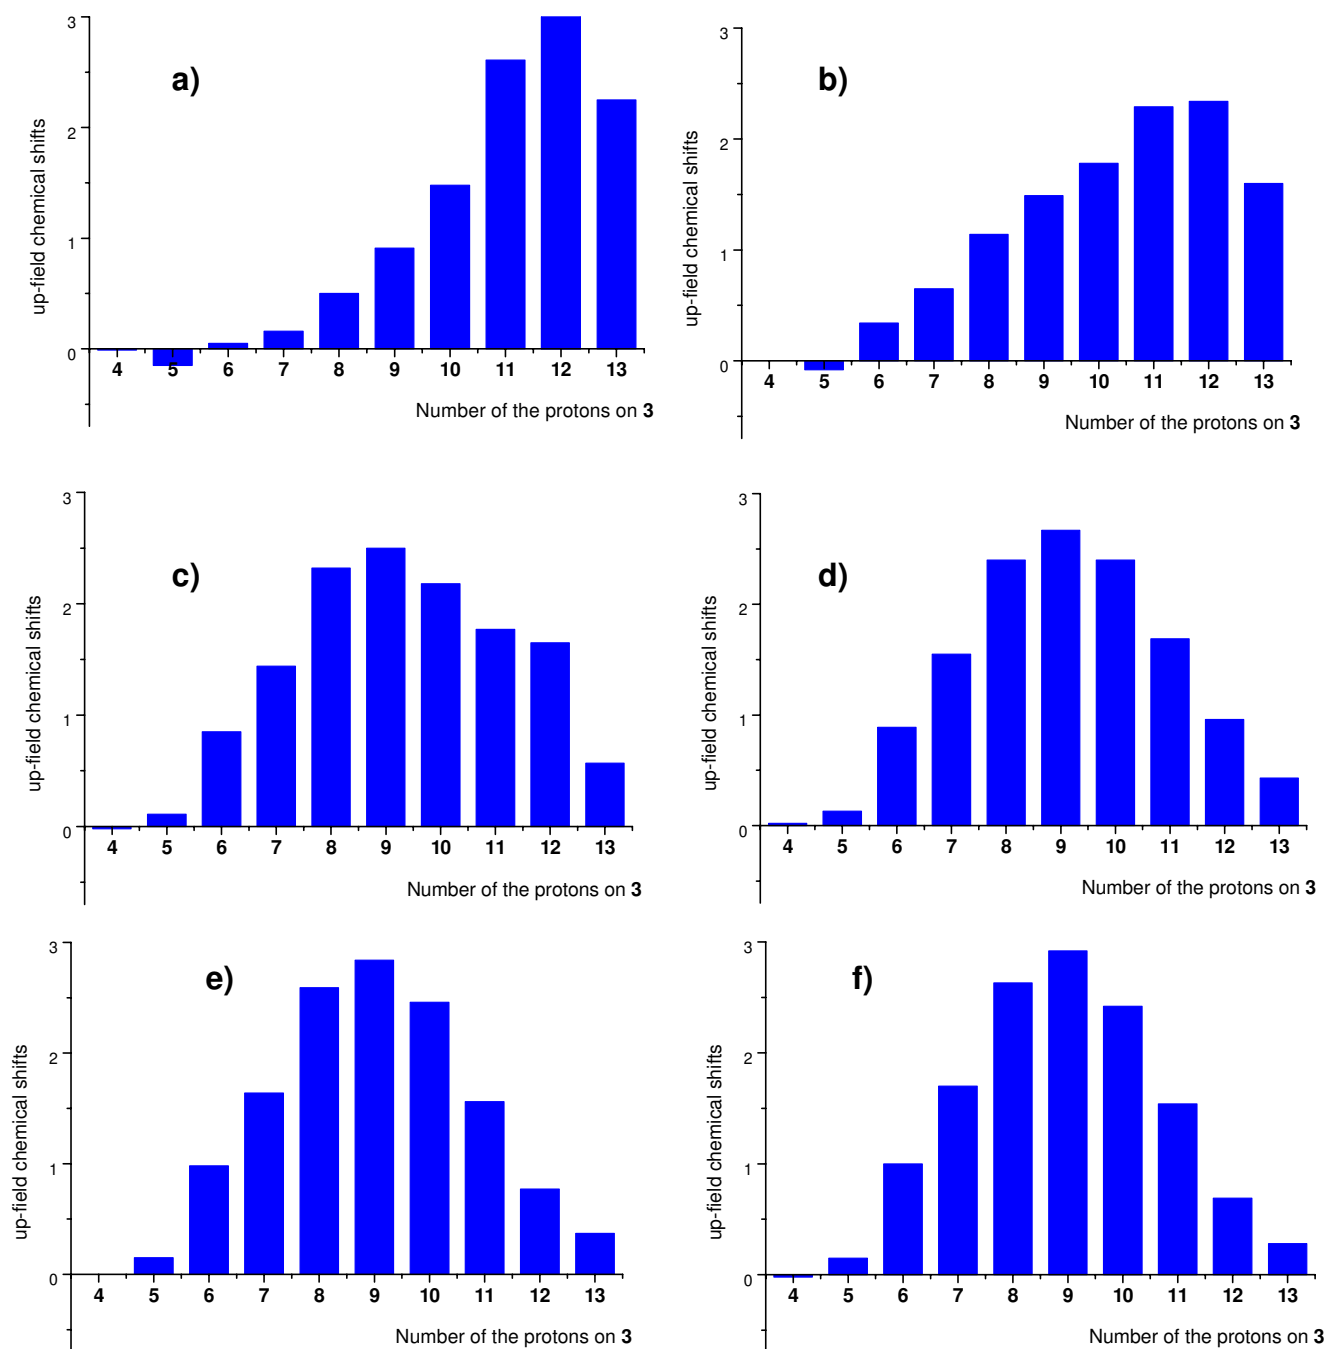 a)
up-field chemical shifts
3
2
1
0
4 5 6 7 8 9 10 11 12 13
Number of the protons on 3
b)
up-field chemical shifts
3
2
1
0
4 5 6 7 8 9 10 11 12 13
Number of the protons on 3
c)
up-field chemical shifts
3
2
1
0
4 5 6 7 8 9 10 11 12 13
Number of the protons on 3
d)
up-field chemical shifts
3
2
1
0
4 5 6 7 8 9 10 11 12 13
Number of the protons on 3
e)
up-field chemical shifts
3
2
1
0
4 5 6 7 8 9 10 11 12 13
Number of the protons on 3
f)
up-field chemical shifts
3
2
1
0
4 5 6 7 8 9 10 11 12 13
Number of the protons on 3